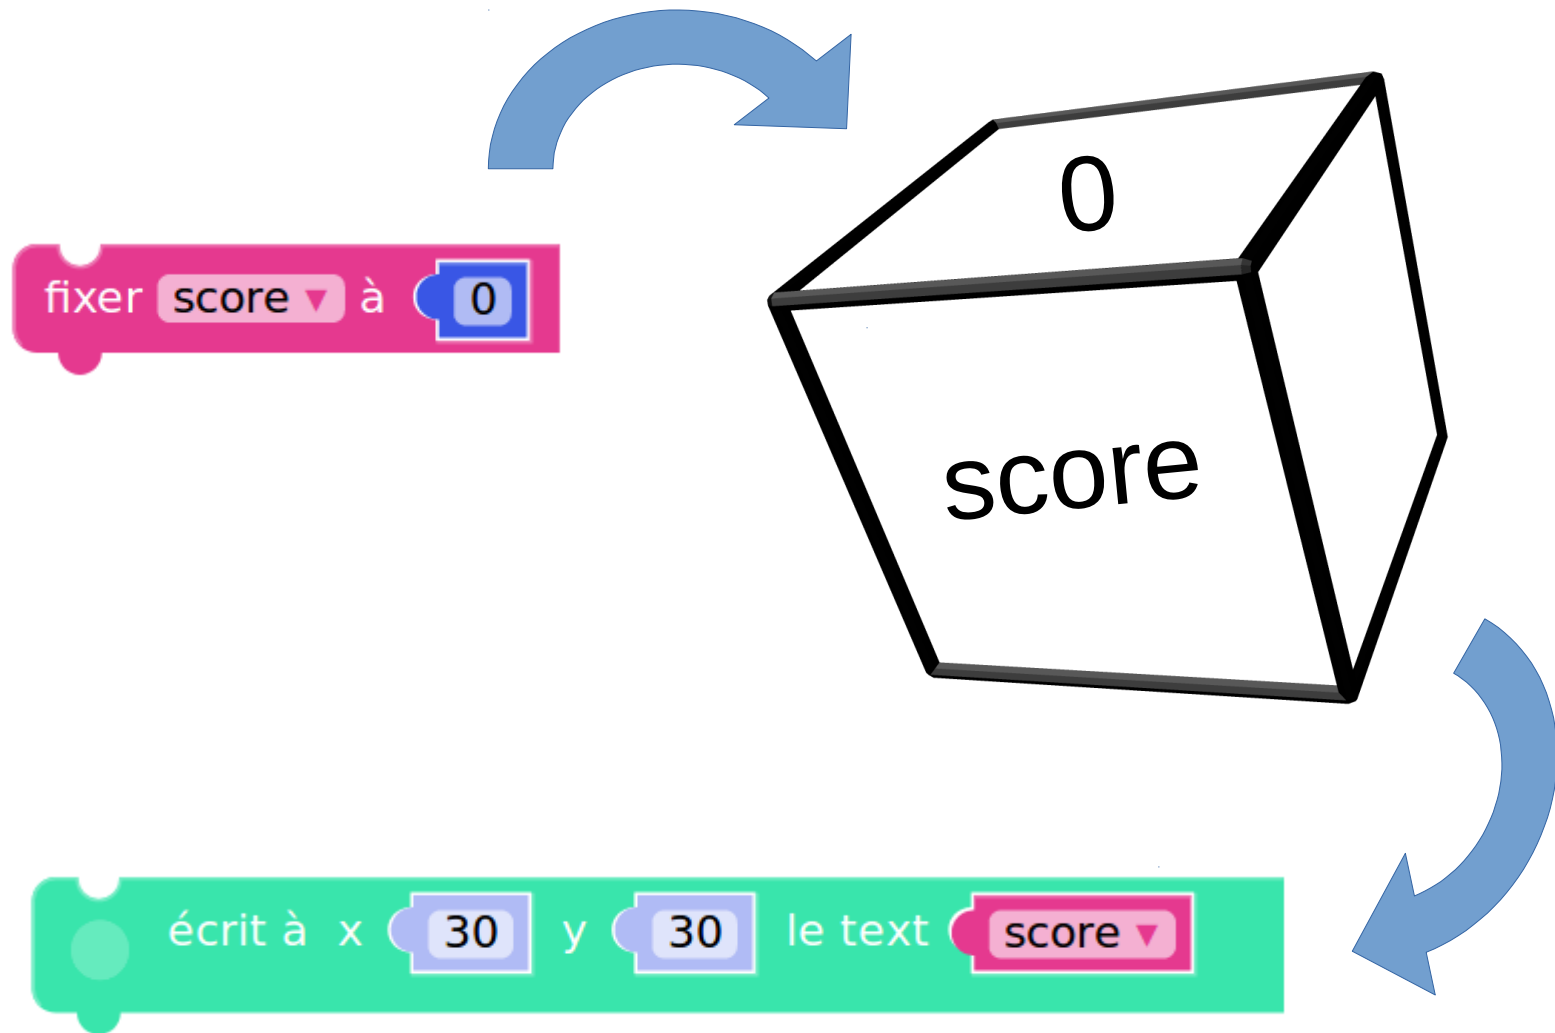 0
fixer score ▼ à 0
score
écrit à x 30 y 30 le text score ▼